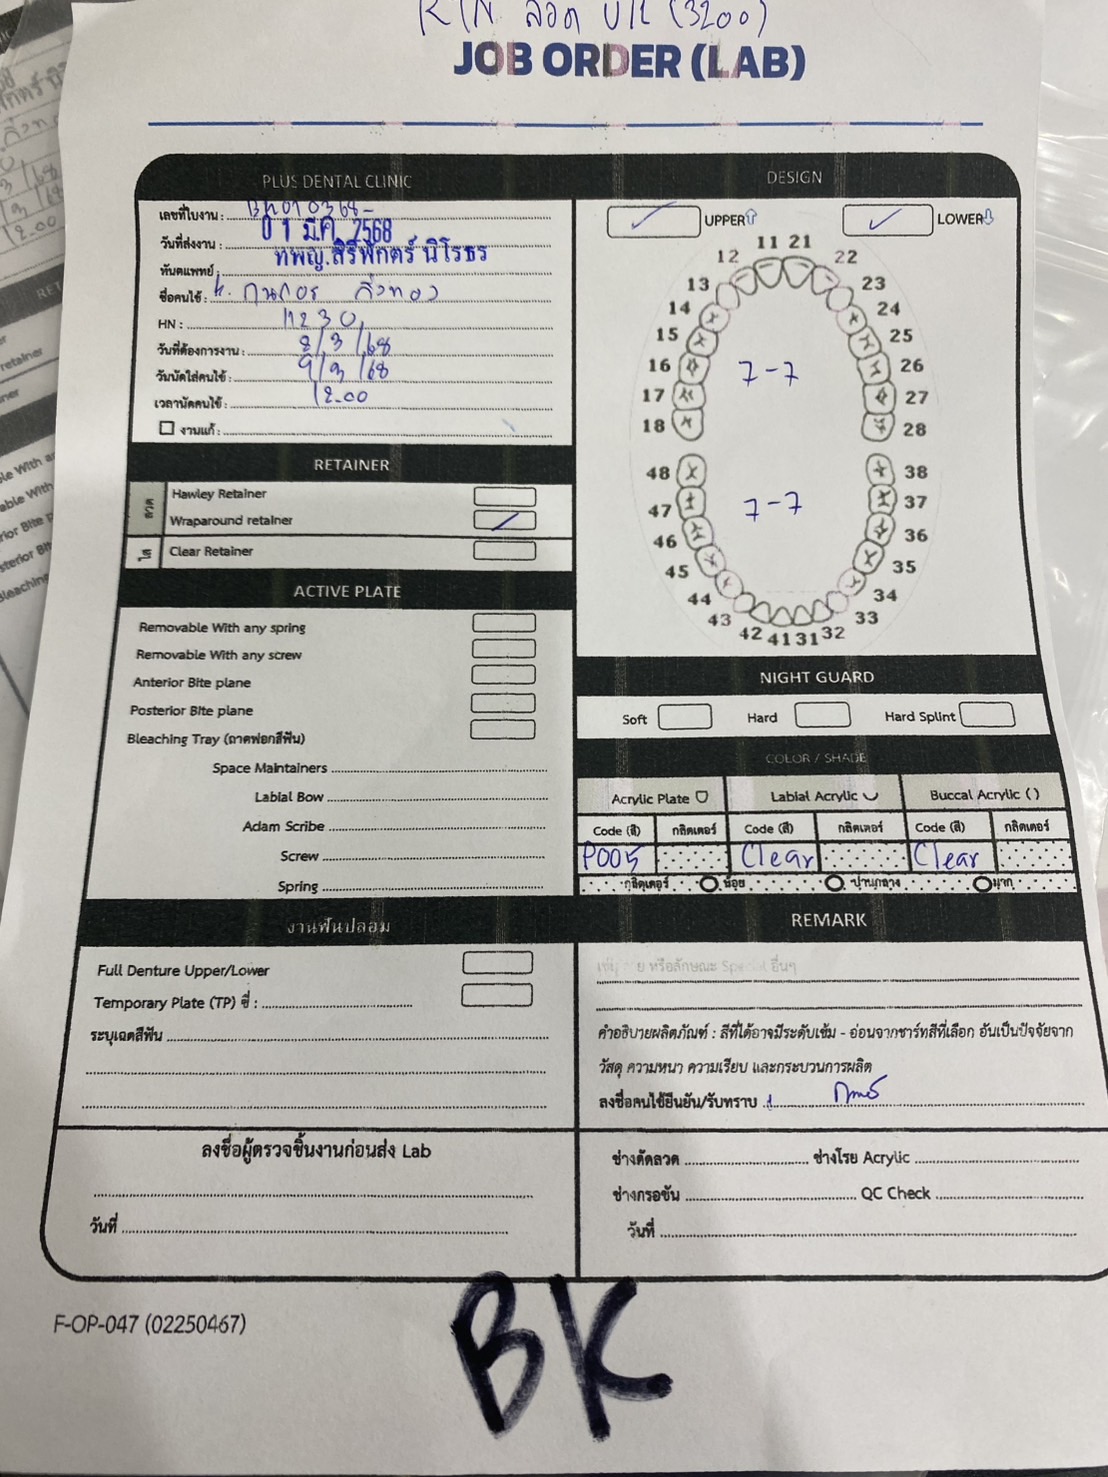 RTN ลวด U/L (3200)
JOB ORDER (LAB)
PLUS DENTAL CLINIC
เลขที่ใบงาน : BK010368-
วันที่ส่งงาน : 01 มี.ค. 2568
ทันตแพทย์ : ทพญ.สิริพักตร์ นิโรธร
ชื่อคนไข้ :
HN : 11230
วันที่ต้องการงาน : 8/3/68
วันนัดใส่คนไข้ : 9/3/68
เวลานัดคนไข้ : 12.00
งานแก้ :
DESIGN
UPPER LOWER
11 21
12 22
13 23
14 24
15 25
16 26
17 27
18 28
7-7
48 38
47 37
46 36
45 35
44 34
43 33
42 41 31 32
7-7
RETAINER
ลวด
Hawley Retainer
Wraparound retainer
ใส
Clear Retainer
ACTIVE PLATE
Removable With any spring
Removable With any screw
Anterior Bite plane
Posterior Bite plane
Bleaching Tray (ถาดฟอกสีฟัน)
Space Maintainers
Labial Bow
Adam Scribe
Screw
Spring
NIGHT GUARD
Soft Hard Hard Splint
COLOR / SHADE
Acrylic Plate Labial Acrylic Buccal Acrylic ( )
Code (สี) กลิตเตอร์ Code (สี) กลิตเตอร์ Code (สี) กลิตเตอร์
P005 Clear Clear
กลิตเตอร์ น้อย ปานกลาง มาก
งานฟันปลอม
Full Denture Upper/Lower
Temporary Plate (TP) ซี่ :
ระบุเฉดสีฟัน
REMARK
หรือลักษณะ Special อื่นๆ
คำอธิบายผลิตภัณฑ์ : สีที่ได้อาจมีระดับเข้ม - อ่อนจากชาร์ทสีที่เลือก อันเป็นปัจจัยจาก
วัสดุ ความหนา ความเรียบ และกระบวนการผลิต
ลงชื่อคนไข้ยืนยัน/รับทราบ
ลงชื่อผู้ตรวจชิ้นงานก่อนส่ง Lab
วันที่
ช่างดัดลวด ช่างโรย Acrylic
ช่างกรอขัน QC Check
วันที่
F-OP-047 (02250467)
BK